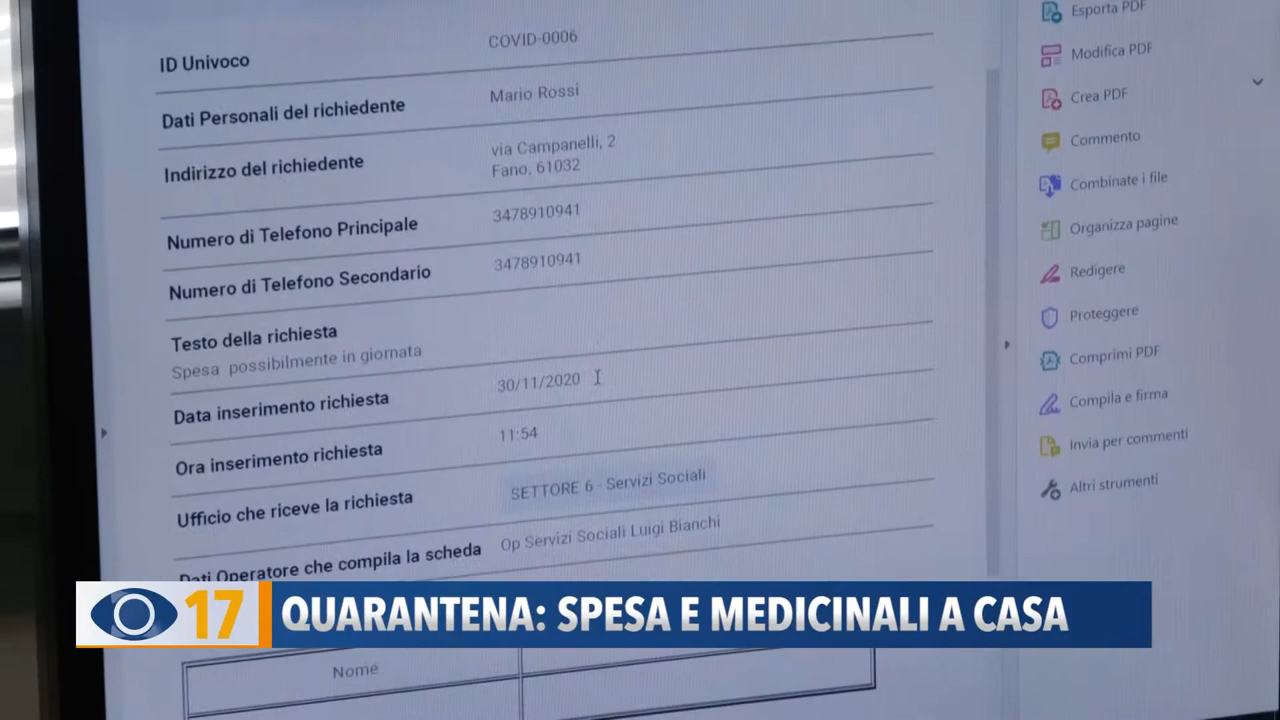 ID Univoco
COVID-0006
Dati Personali del richiedente
Mario Rossi
Indirizzo del richiedente
via Campanelli, 2
Fano, 61032
Numero di Telefono Principale
3478910941
Numero di Telefono Secondario
3478910941
Testo della richiesta
Spesa possibilmente in giornata
Data inserimento richiesta
30/11/2020
Ora inserimento richiesta
11:54
Ufficio che riceve la richiesta
SETTORE 6 - Servizi Sociali
Dati Operatore che compila la scheda
Op Servizi Sociali Luigi Bianchi
Nome
Esporta PDF
Modifica PDF
Crea PDF
Commento
Combinate i file
Organizza pagine
Redigere
Proteggere
Comprimi PDF
Compila e firma
Invia per commenti
Altri strumenti
17
QUARANTENA: SPESA E MEDICINALI A CASA